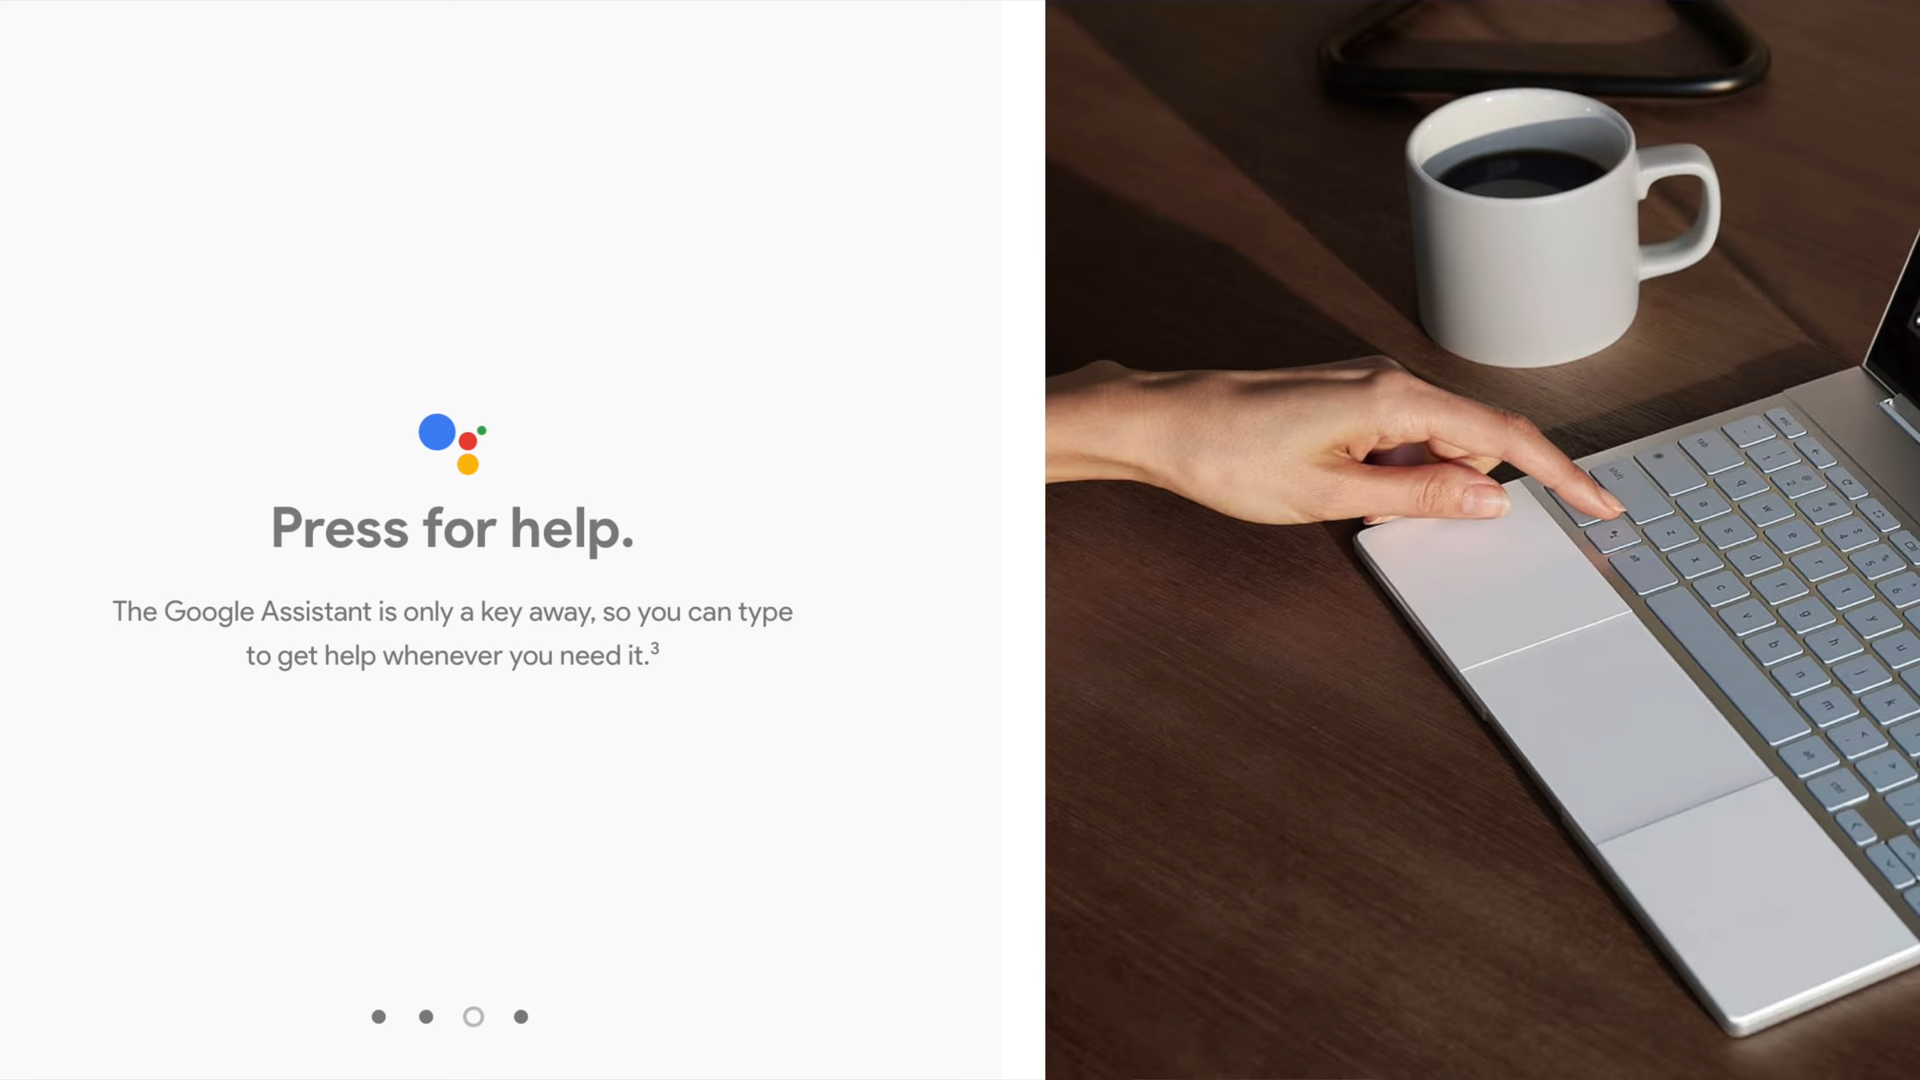 Press for help.
The Google Assistant is only a key away, so you can type
to get help whenever you need it.³